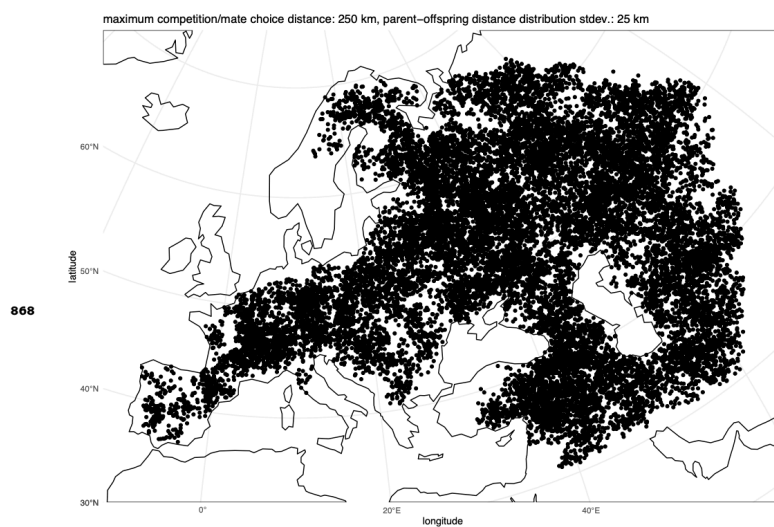 maximum competition/mate choice distance: 250 km, parent−offspring distance distribution stdev.: 25 km
60°N
50°N
40°N
30°N
latitude
868
0°
20°E
40°E
longitude